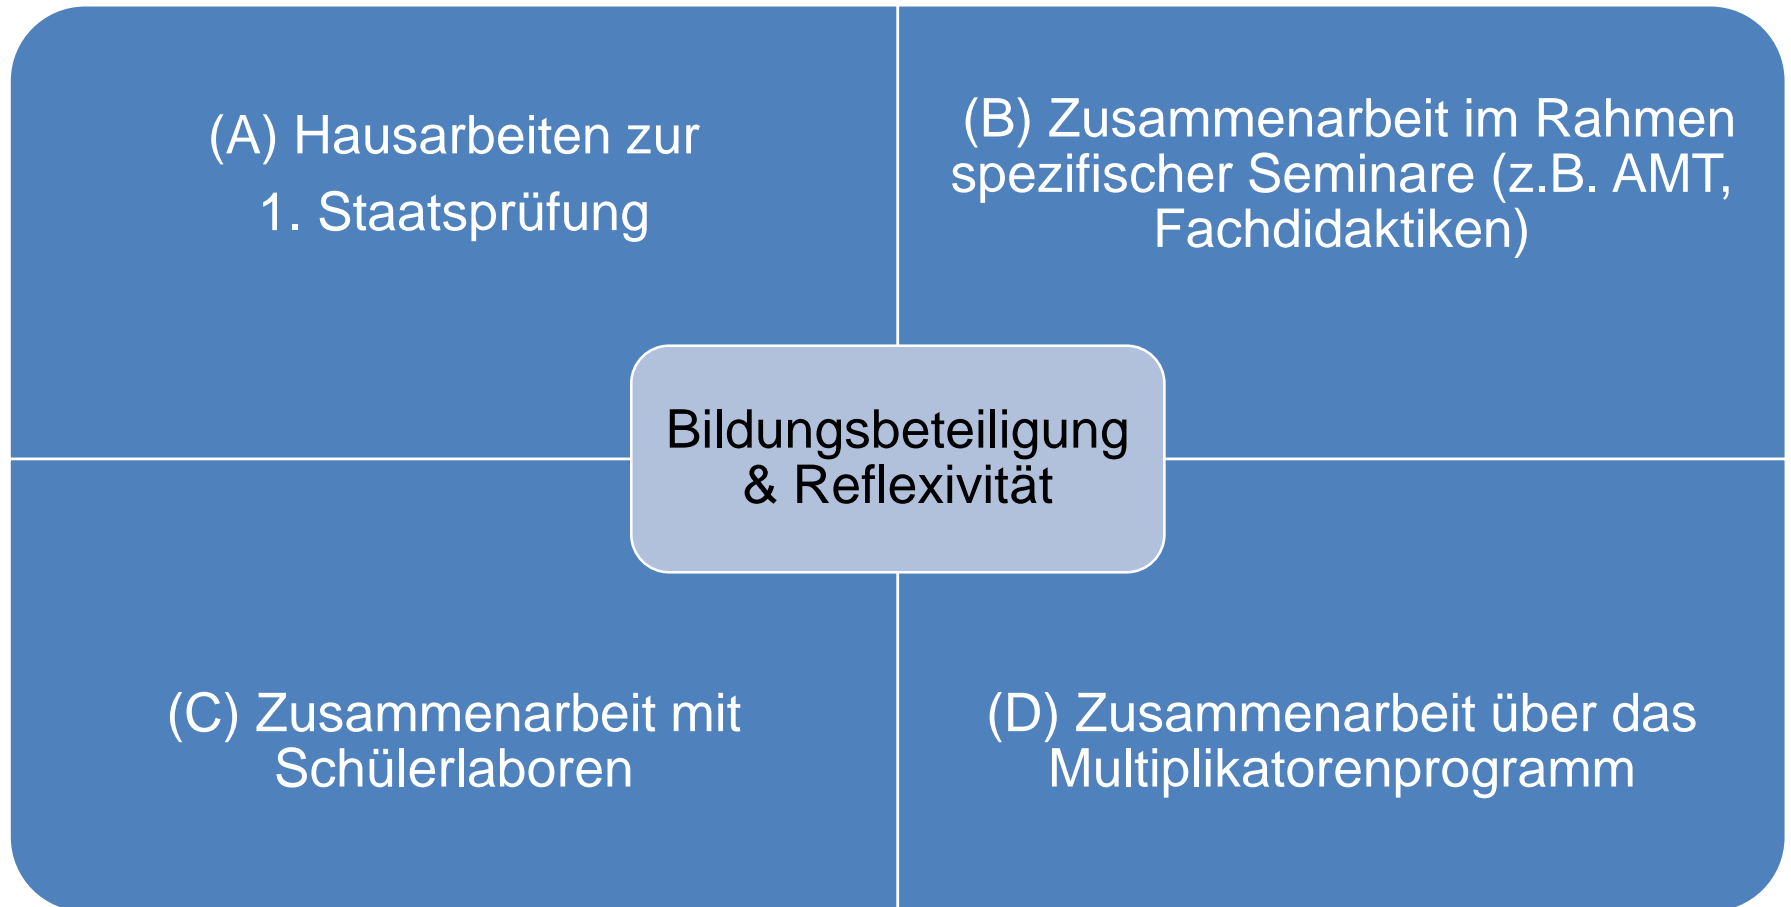 (A) Hausarbeiten zur
1. Staatsprüfung
(B) Zusammenarbeit im Rahmen
spezifischer Seminare (z.B. AMT,
Fachdidaktiken)
Bildungsbeteiligung
& Reflexivität
(C) Zusammenarbeit mit
Schülerlaboren
(D) Zusammenarbeit über das
Multiplikatorenprogramm